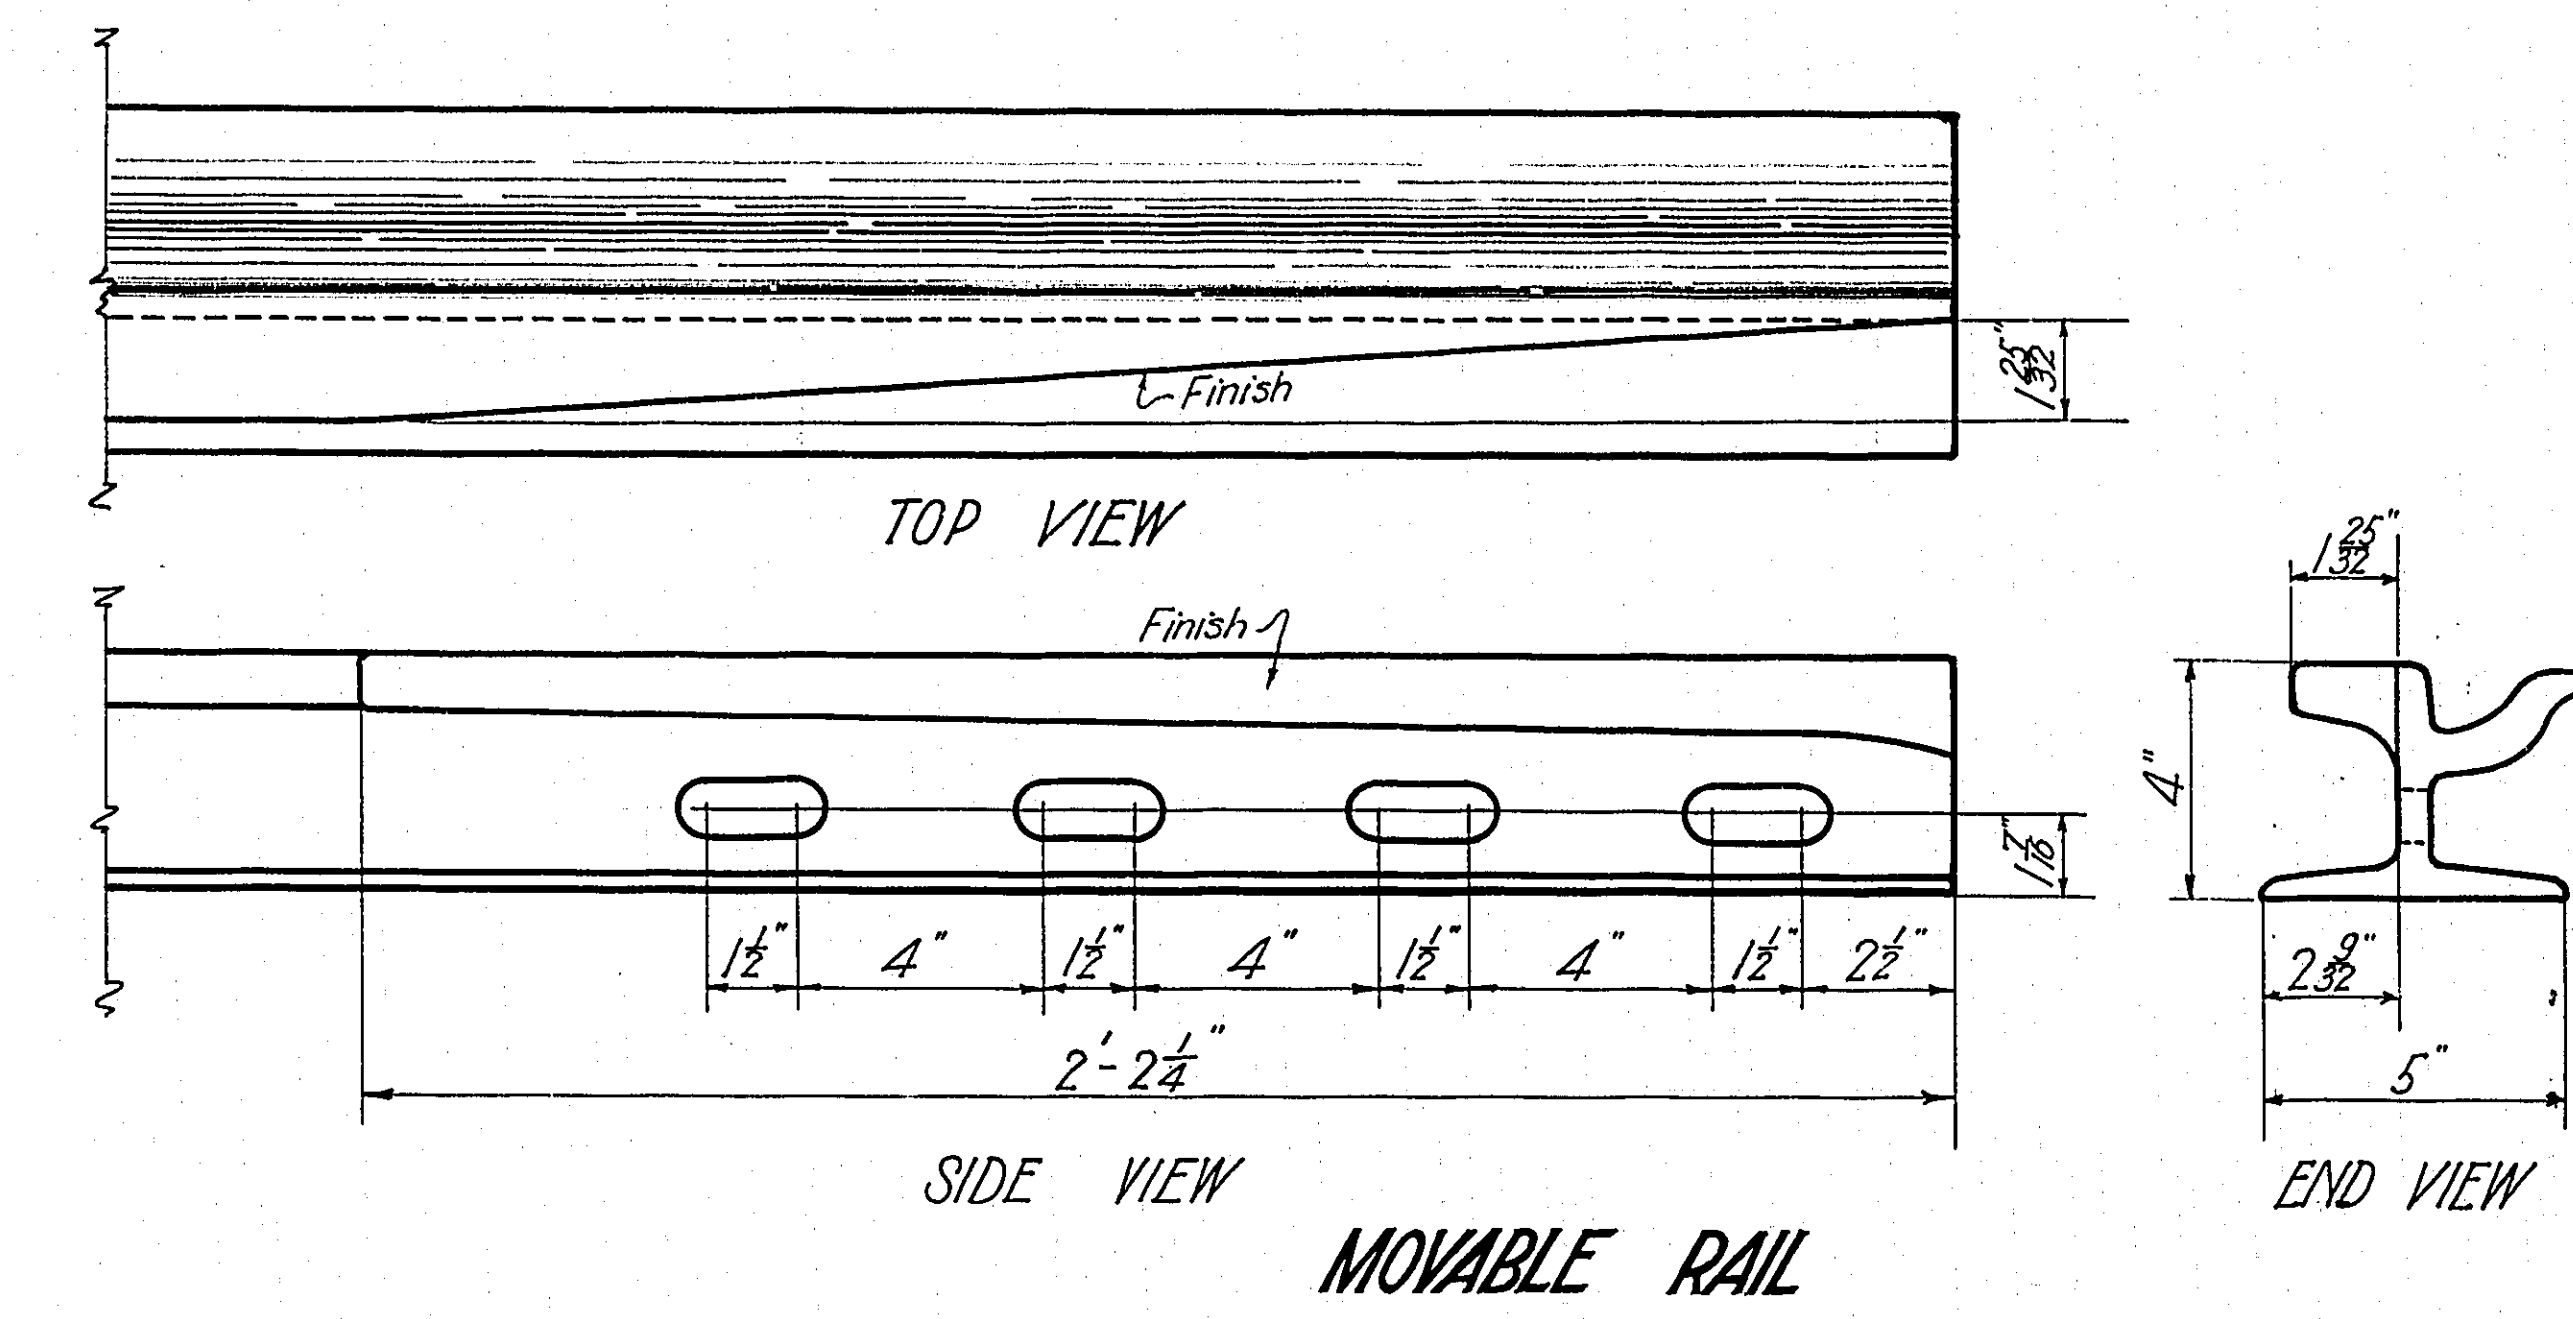 1 25/32"
Finish
TOP VIEW
1 25/32"
Finish
4"
1 7/16"
1 1/2" 4" 1 1/2" 4" 1 1/2" 4" 1 1/2" 2 1/2"
2 9/32"
2'-2 1/4"
5"
SIDE VIEW
END VIEW
MOVABLE RAIL